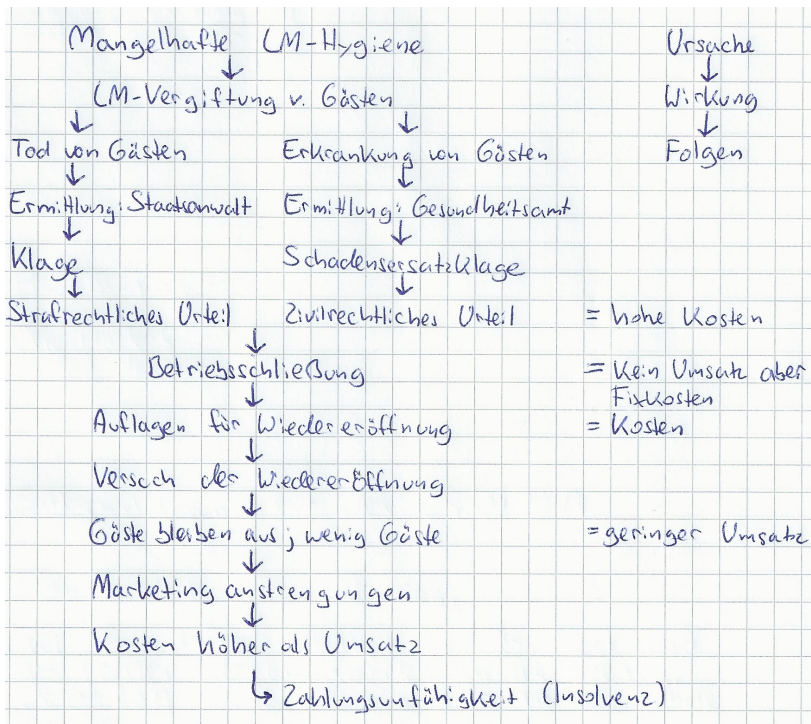 Mangelhafte LM-Hygiene Ursache
LM-Vergiftung v. Gästen Wirkung
Tod von Gästen Erkrankung von Gästen Folgen
Ermittlung: Staatsanwalt Ermittlung: Gesundheitsamt
Klage Schadensersatzklage
Strafrechtliches Urteil Zivilrechtliches Urteil = hohe Kosten
Betriebsschließung = Kein Umsatz aber
Fixkosten
Auflagen für Wiedereröffnung = Kosten
Versuch der Wiedereröffnung
Gäste bleiben aus; wenig Gäste = geringer Umsatz
Marketing anstrengungen
Kosten höher als Umsatz
Zahlungsunfähigkeit (Insolvenz)